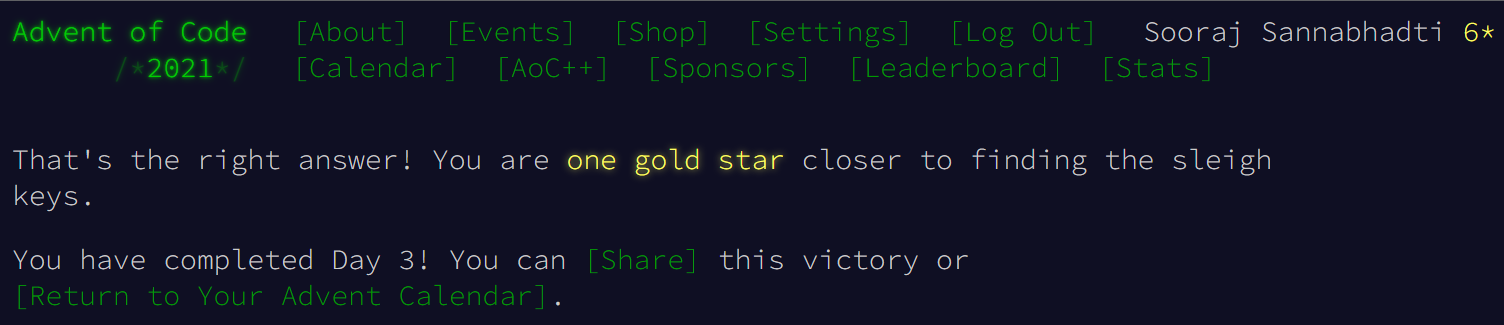 Advent of Code [About] [Events] [Shop] [Settings] [Log Out] Sooraj Sannabhadti 6*
/*2021*/ [Calendar] [AoC++] [Sponsors] [Leaderboard] [Stats]
That's the right answer! You are one gold star closer to finding the sleigh
keys.
You have completed Day 3! You can [Share] this victory or
[Return to Your Advent Calendar].